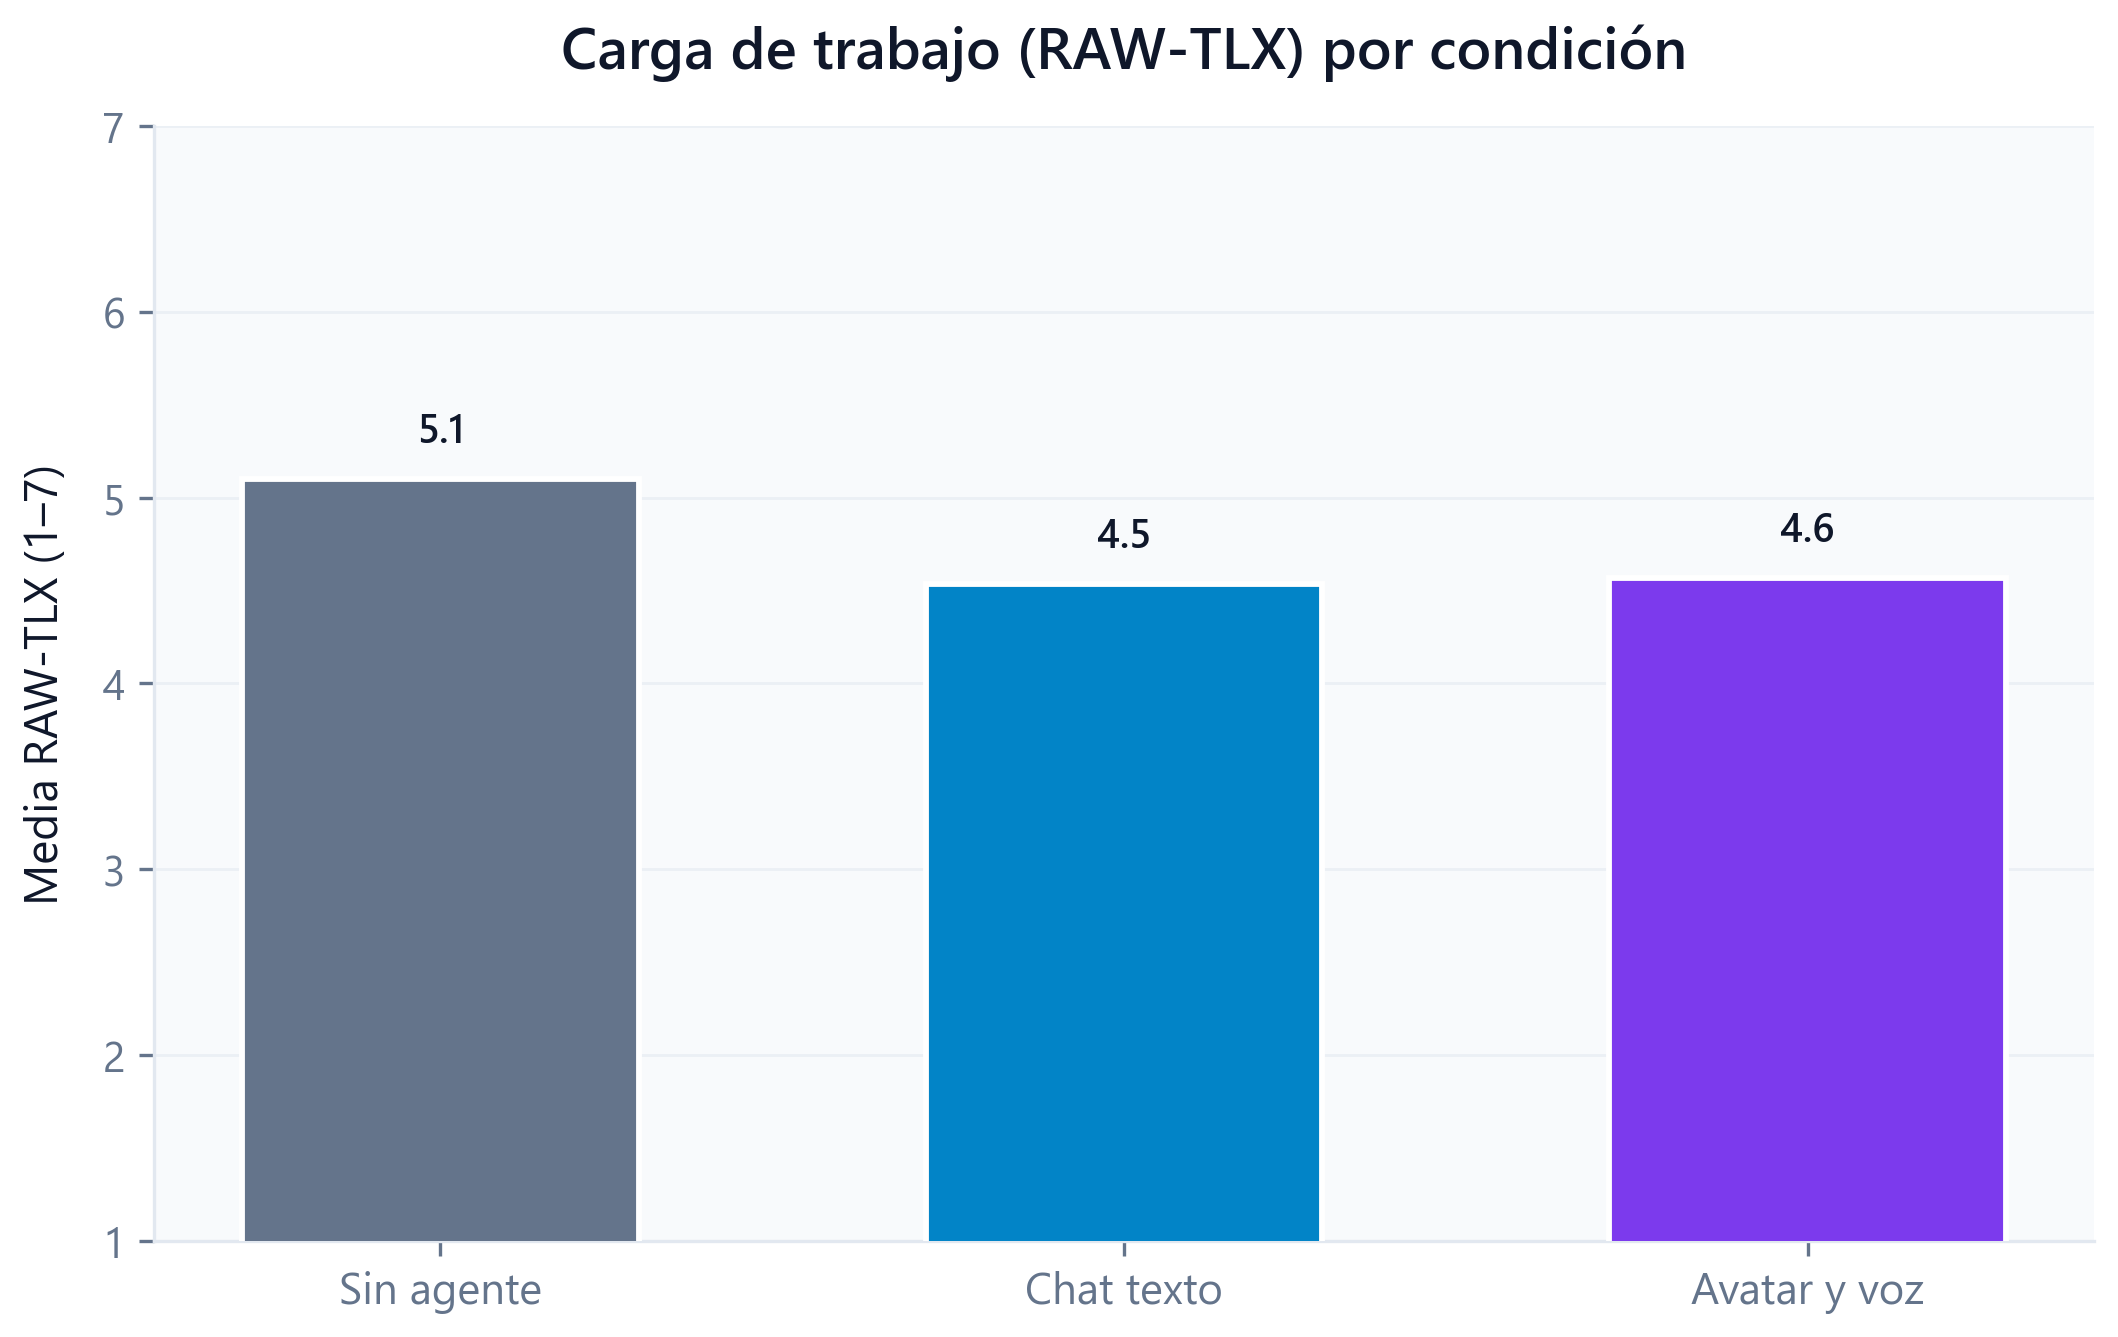 Carga de trabajo (RAW-TLX) por condición
Media RAW-TLX (1–7)
7
6
5
4
3
2
1
5.1
4.5
4.6
Sin agente
Chat texto
Avatar y voz